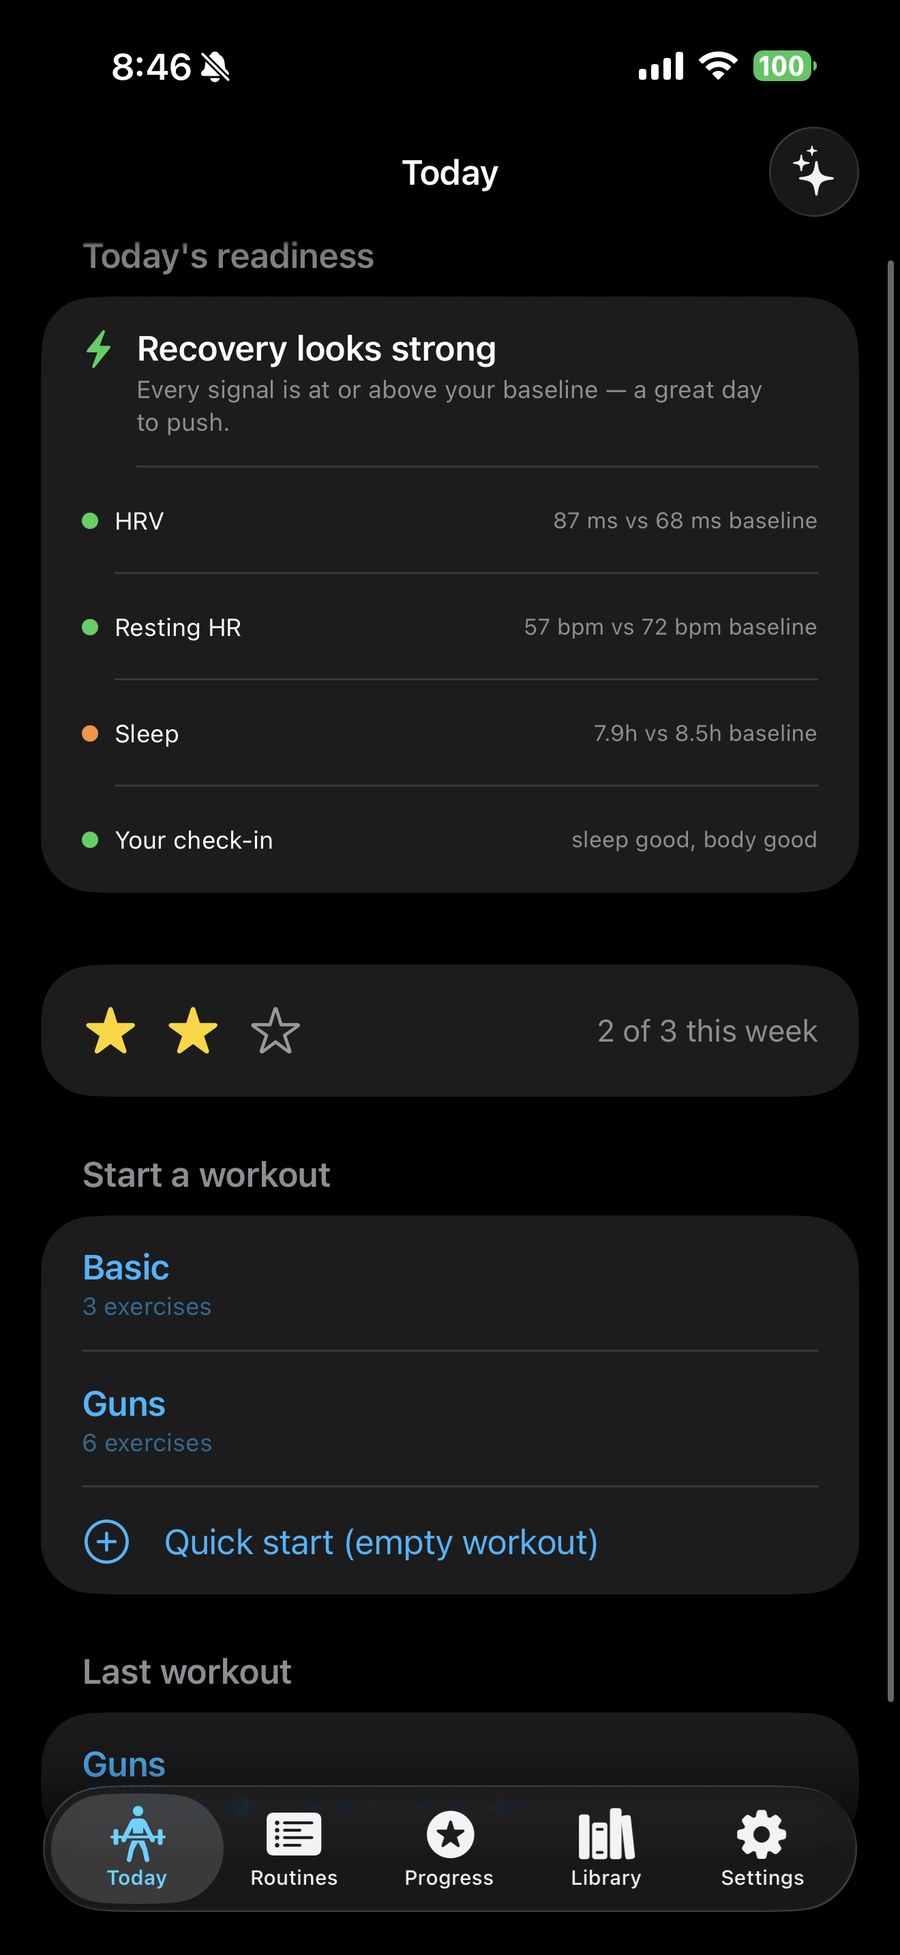 8:46
100
Today
Today's readiness
Recovery looks strong
Every signal is at or above your baseline — a great day
to push.
HRV
87 ms vs 68 ms baseline
Resting HR
57 bpm vs 72 bpm baseline
Sleep
7.9h vs 8.5h baseline
Your check-in
sleep good, body good
2 of 3 this week
Start a workout
Basic
3 exercises
Guns
6 exercises
Quick start (empty workout)
Last workout
Guns
Today
Routines
Progress
Library
Settings